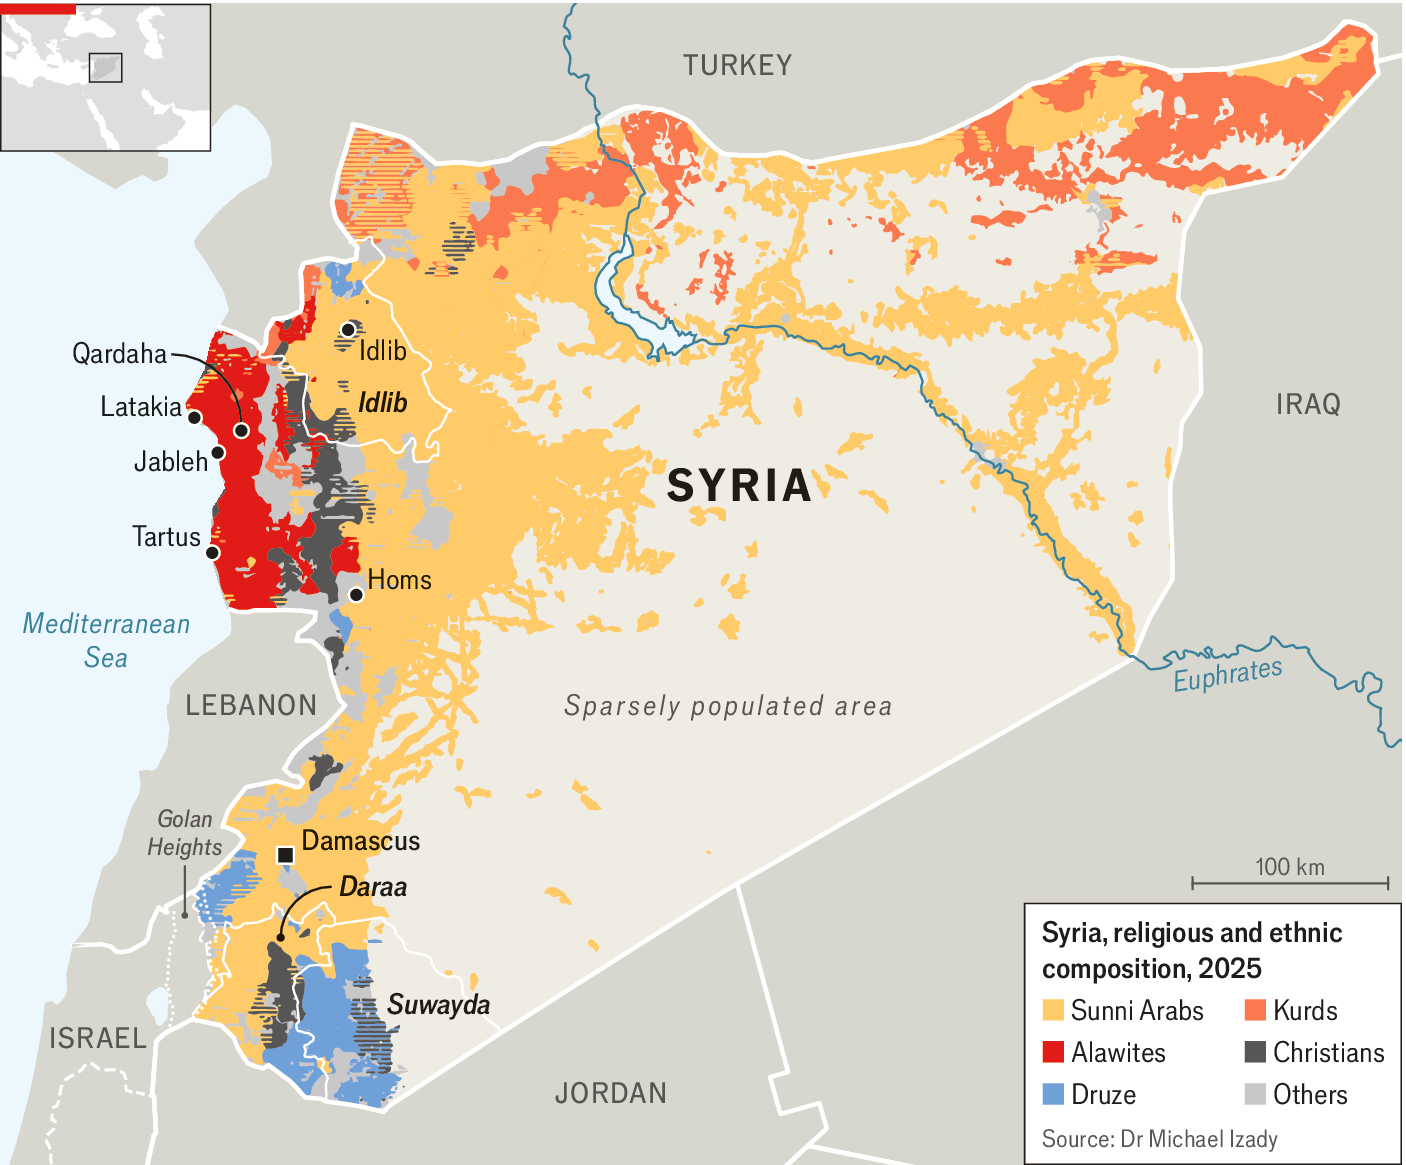 TURKEY
Qardaha
Idlib
Latakia
Idlib
IRAQ
Jableh
SYRIA
Tartus
Homs
Mediterranean
Sea
Euphrates
LEBANON
Sparsely populated area
Golan
Heights
Damascus
100 km
Daraa
Suwayda
ISRAEL
JORDAN
Syria, religious and ethnic
composition, 2025
Sunni Arabs
Kurds
Alawites
Christians
Druze
Others
Source: Dr Michael Izady